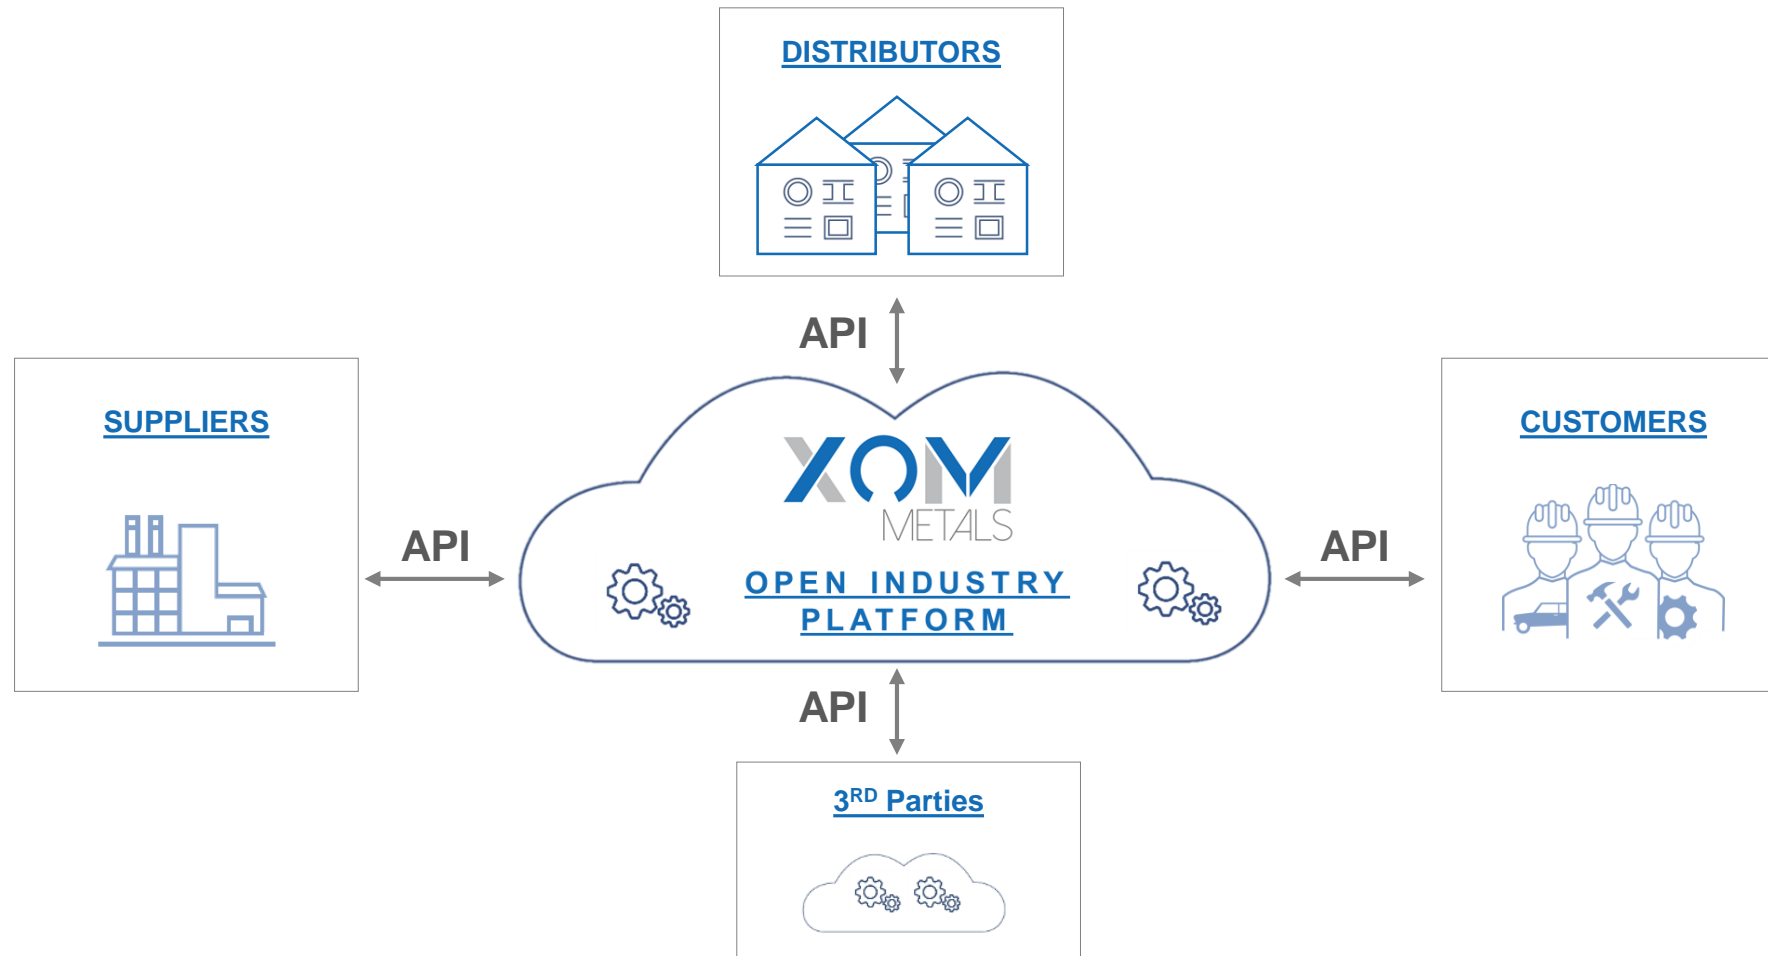 DISTRIBUTORS
API
SUPPLIERS
CUSTOMERS
XOM
METALS
API
API
OPEN INDUSTRY
PLATFORM
API
3RD Parties